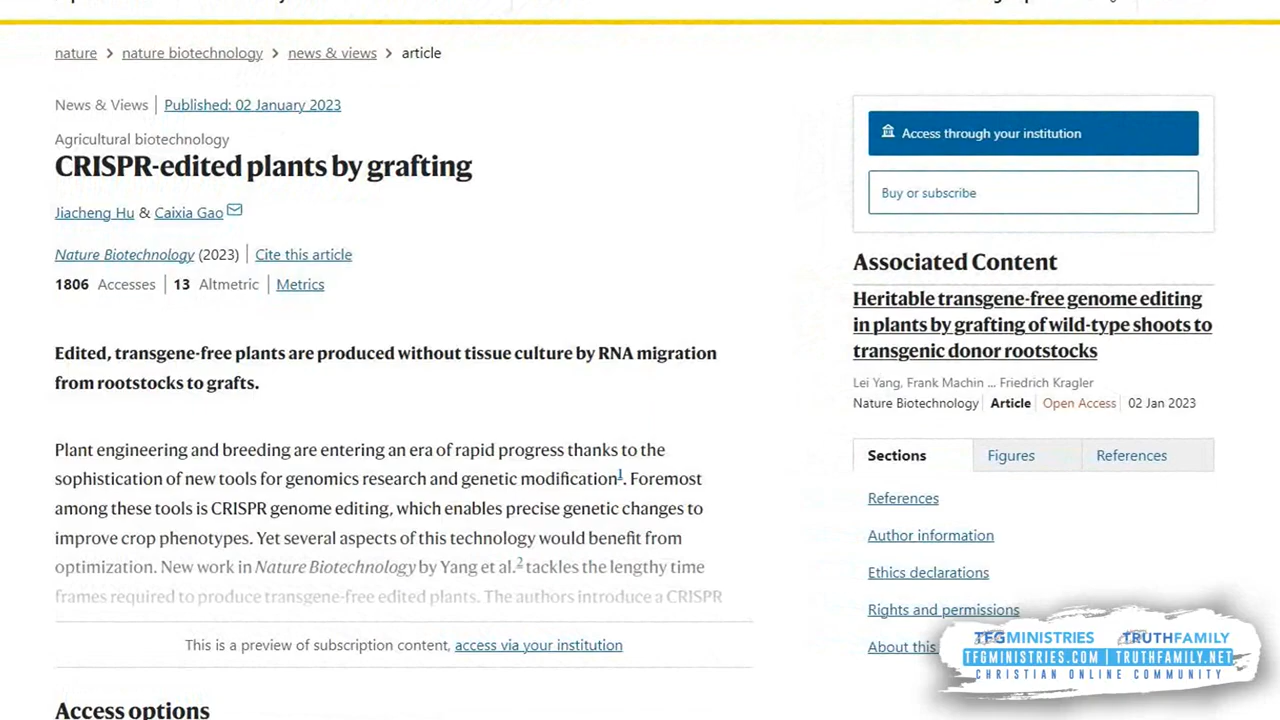 nature > nature biotechnology > news & views > article
News & Views | Published: 02 January 2023
Agricultural biotechnology
CRISPR-edited plants by grafting
Jiacheng Hu & Caixia Gao
Nature Biotechnology (2023) | Cite this article
1806 Accesses | 13 Altmetric | Metrics
Edited, transgene-free plants are produced without tissue culture by RNA migration
from rootstocks to grafts.
Plant engineering and breeding are entering an era of rapid progress thanks to the
sophistication of new tools for genomics research and genetic modification1. Foremost
among these tools is CRISPR genome editing, which enables precise genetic changes to
improve crop phenotypes. Yet several aspects of this technology would benefit from
optimization. New work in Nature Biotechnology by Yang et al.2 tackles the lengthy time
frames required to produce transgene-free edited plants. The authors introduce a CRISPR
This is a preview of subscription content, access via your institution
Access options
Access through your institution
Buy or subscribe
Associated Content
Heritable transgene-free genome editing
in plants by grafting of wild-type shoots to
transgenic donor rootstocks
Lei Yang, Frank Machin ... Friedrich Kragler
Nature Biotechnology | Article | Open Access | 02 Jan 2023
Sections Figures References
References
Author information
Ethics declarations
Rights and permissions
About this
TFGMINISTRIES TRUTHFAMILY
TFGMINISTRIES.COM | TRUTHFAMILY.NET
CHRISTIAN ONLINE COMMUNITY